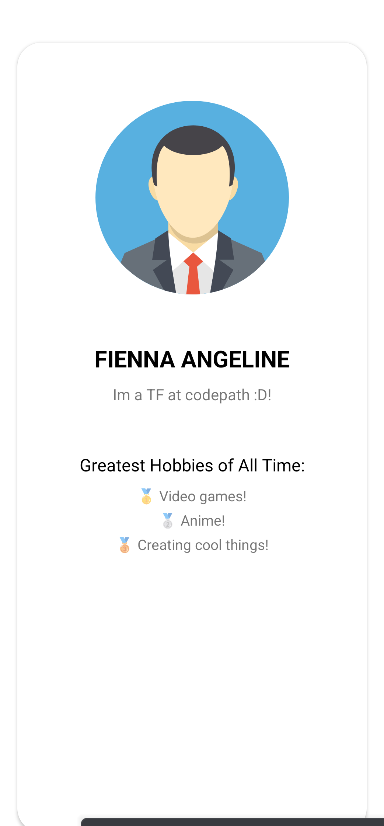 FIENNA ANGELINE
Im a TF at codepath :D!
Greatest Hobbies of All Time:
🥇 Video games!
🥈 Anime!
🥉 Creating cool things!